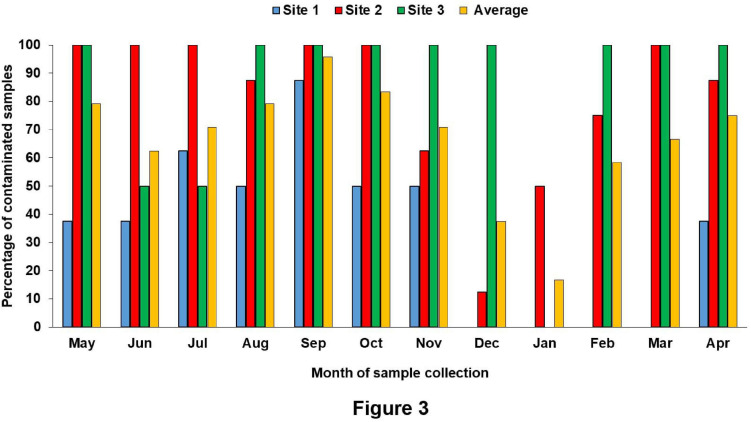 Site 1 Site 2 Site 3 Average
Percentage of contaminated samples
100
90
80
70
60
50
40
30
20
10
0
May Jun Jul Aug Sep Oct Nov Dec Jan Feb Mar Apr
Month of sample collection
Figure 3